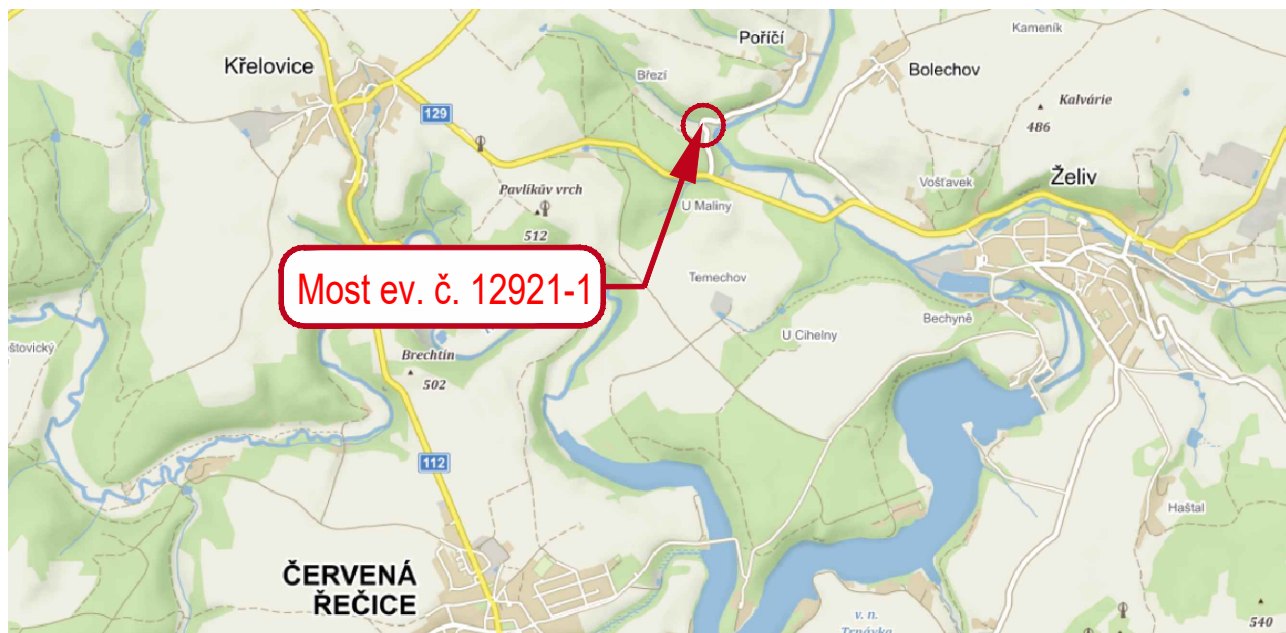 Kameník
Poříčí
Křelovice
Březí
Bolechov
Kalvárie
486
129
Vošťavek
Želiv
Pavlíkův vrch
512
U Maliny
Most ev. č. 12921-1
Temechov
Bechyně
U Cihelny
Brechtín
502
112
Haštal
ČERVENÁ
ŘEČICE
v. n.
Trnávka
540